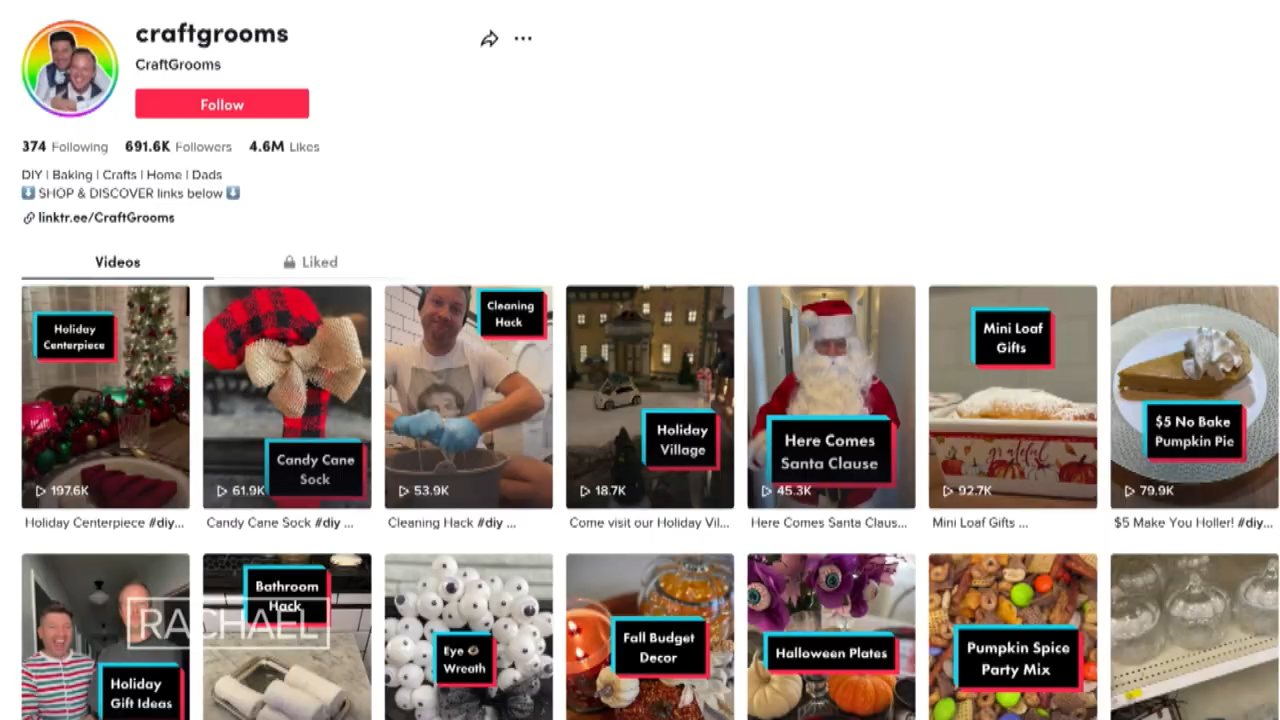 craftgrooms
CraftGrooms
Follow
374 Following 691.6K Followers 4.6M Likes
DIY | Baking | Crafts | Home | Dads
⬇️ SHOP & DISCOVER links below ⬇️
linktr.ee/CraftGrooms
Videos
Liked
Holiday
Centerpiece
197.6K
Holiday Centerpiece #diy...
Candy Cane
Sock
61.9K
Candy Cane Sock #diy ...
Cleaning
Hack
53.9K
Cleaning Hack #diy ...
Holiday
Village
18.7K
Come visit our Holiday Vil...
Here Comes
Santa Clause
45.3K
Here Comes Santa Claus...
Mini Loaf
Gifts
grateful
92.7K
Mini Loaf Gifts ...
$5 No Bake
Pumpkin Pie
79.9K
$5 Make You Holler! #diy...
Holiday
Gift Ideas
RACHAEL
Bathroom
Hack
Eye
Wreath
Fall Budget
Decor
Halloween Plates
Pumpkin Spice
Party Mix